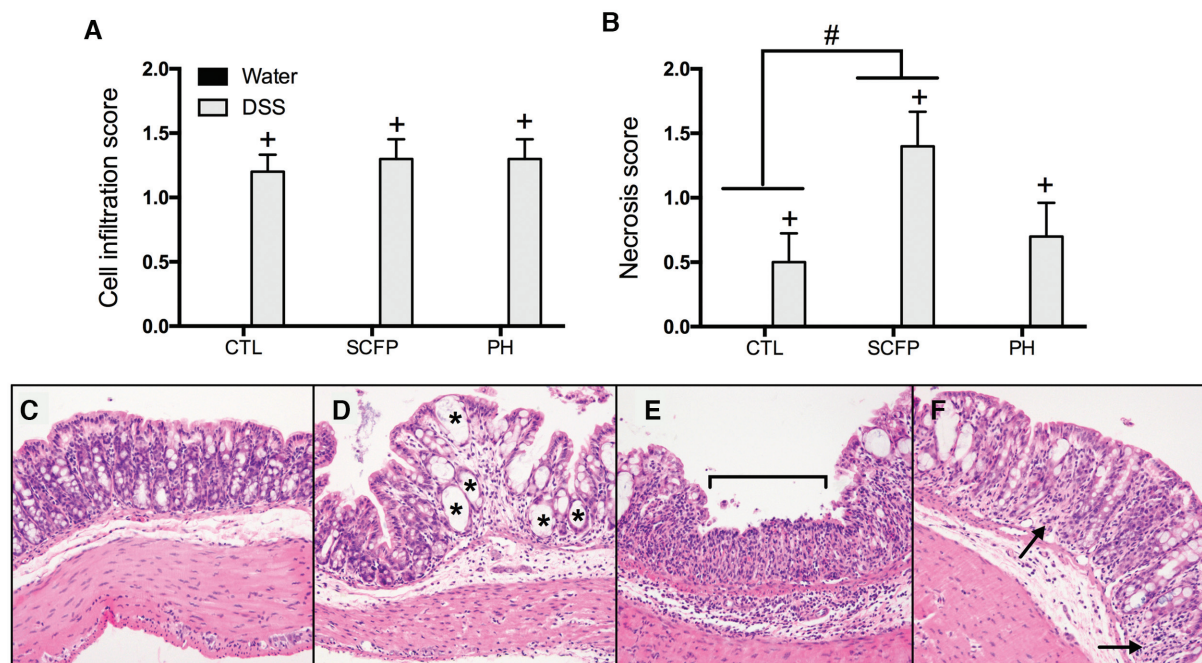 A
Cell infiltration score
2.0
1.5
1.0
0.5
0.0
Water
DSS
+
+
+
CTL
SCFP
PH
B
Necrosis score
2.0
1.5
1.0
0.5
0.0
#
+
+
+
CTL
SCFP
PH
C
D
*
*
*
*
*
E
F